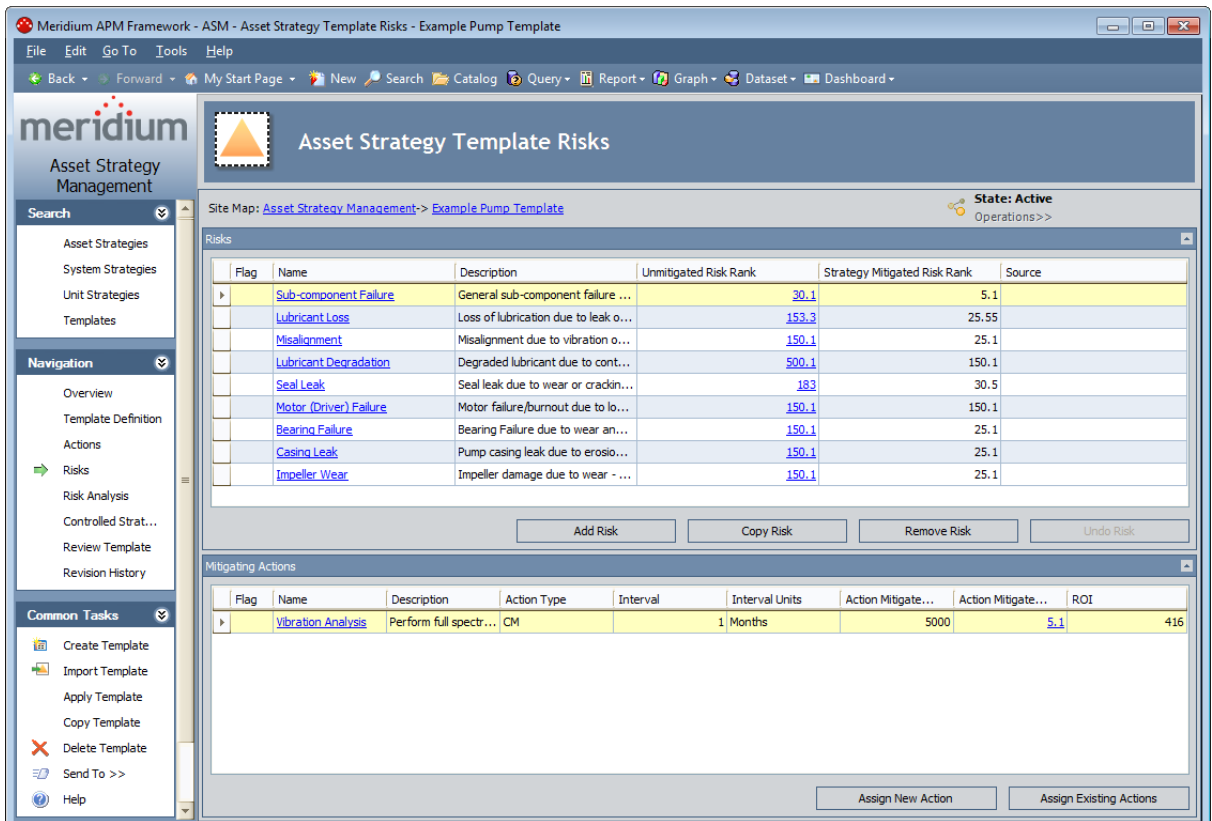 Meridium APM Framework - ASM - Asset Strategy Template Risks - Example Pump Template
File Edit Go To Tools Help
Back Forward My Start Page New Search Catalog Query Report Graph Dataset Dashboard
meridium
Asset Strategy
Management
Search
Asset Strategies
System Strategies
Unit Strategies
Templates
Navigation
Overview
Template Definition
Actions
Risks
Risk Analysis
Controlled Strat...
Review Template
Revision History
Common Tasks
Create Template
Import Template
Apply Template
Copy Template
Delete Template
Send To >>
Help
Asset Strategy Template Risks
Site Map: Asset Strategy Management-> Example Pump Template
State: Active
Operations>>
Risks
Flag Name Description Unmitigated Risk Rank Strategy Mitigated Risk Rank Source
Sub-component Failure General sub-component failure ... 30.1 5.1
Lubricant Loss Loss of lubrication due to leak o... 153.3 25.55
Misalignment Misalignment due to vibration o... 150.1 25.1
Lubricant Degradation Degraded lubricant due to cont... 500.1 150.1
Seal Leak Seal leak due to wear or crackin... 183 30.5
Motor (Driver) Failure Motor failure/burnout due to lo... 150.1 150.1
Bearing Failure Bearing Failure due to wear an... 150.1 25.1
Casing Leak Pump casing leak due to erosio... 150.1 25.1
Impeller Wear Impeller damage due to wear - ... 150.1 25.1
Add Risk Copy Risk Remove Risk Undo Risk
Mitigating Actions
Flag Name Description Action Type Interval Interval Units Action Mitigate... Action Mitigate... ROI
Vibration Analysis Perform full spectr... CM 1 Months 5000 5.1 416
Assign New Action Assign Existing Actions